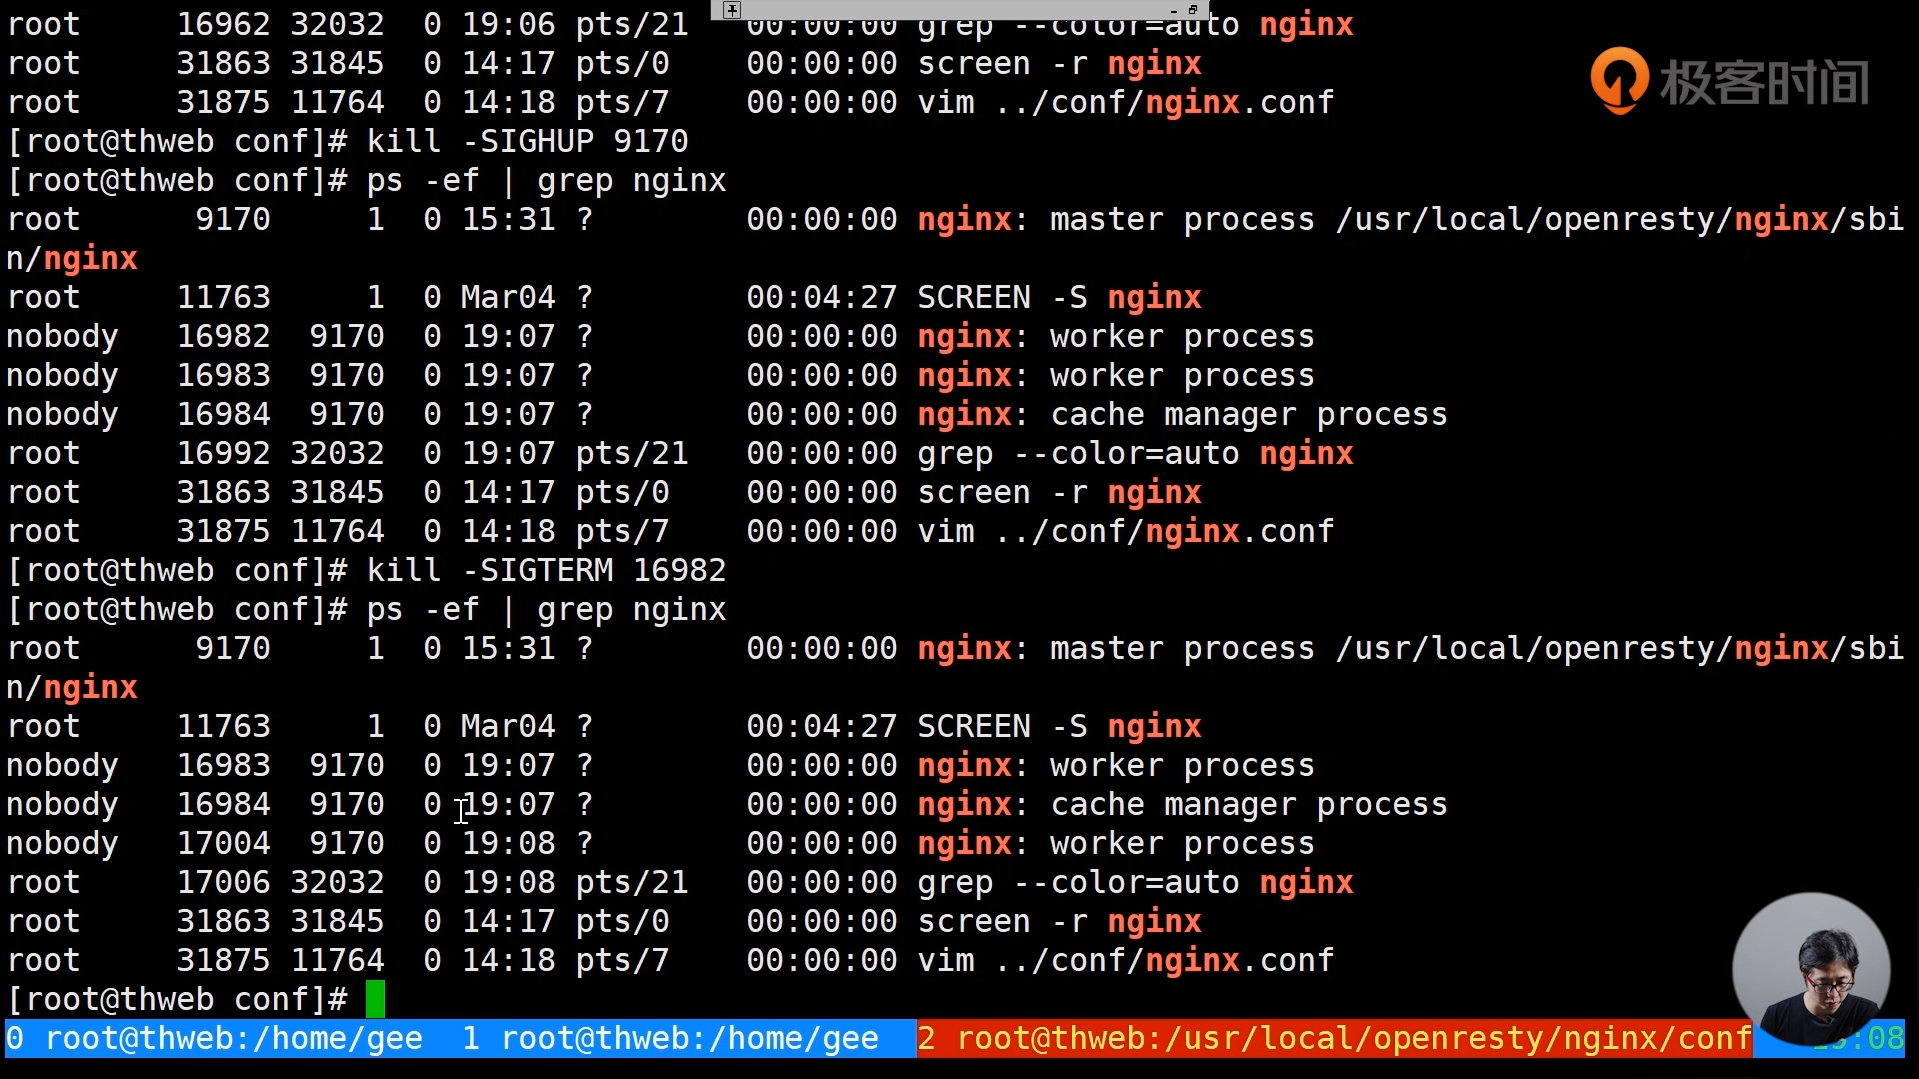 root     16962 32032  0 19:06 pts/21   00:00:00 grep --color=auto nginx
极客时间
root     31863 31845  0 14:17 pts/0    00:00:00 screen -r nginx
root     31875 11764  0 14:18 pts/7    00:00:00 vim ../conf/nginx.conf
[root@thweb conf]# kill -SIGHUP 9170
[root@thweb conf]# ps -ef | grep nginx
root      9170     1  0 15:31 ?        00:00:00 nginx: master process /usr/local/openresty/nginx/sbi
n/nginx
root     11763     1  0 Mar04 ?        00:04:27 SCREEN -S nginx
nobody   16982  9170  0 19:07 ?        00:00:00 nginx: worker process
nobody   16983  9170  0 19:07 ?        00:00:00 nginx: worker process
nobody   16984  9170  0 19:07 ?        00:00:00 nginx: cache manager process
root     16992 32032  0 19:07 pts/21   00:00:00 grep --color=auto nginx
root     31863 31845  0 14:17 pts/0    00:00:00 screen -r nginx
root     31875 11764  0 14:18 pts/7    00:00:00 vim ../conf/nginx.conf
[root@thweb conf]# kill -SIGTERM 16982
[root@thweb conf]# ps -ef | grep nginx
root      9170     1  0 15:31 ?        00:00:00 nginx: master process /usr/local/openresty/nginx/sbi
n/nginx
root     11763     1  0 Mar04 ?        00:04:27 SCREEN -S nginx
nobody   16983  9170  0 19:07 ?        00:00:00 nginx: worker process
nobody   16984  9170  0 19:07 ?        00:00:00 nginx: cache manager process
nobody   17004  9170  0 19:08 ?        00:00:00 nginx: worker process
root     17006 32032  0 19:08 pts/21   00:00:00 grep --color=auto nginx
root     31863 31845  0 14:17 pts/0    00:00:00 screen -r nginx
root     31875 11764  0 14:18 pts/7    00:00:00 vim ../conf/nginx.conf
[root@thweb conf]#
0 root@thweb:/home/gee  1 root@thweb:/home/gee  2 root@thweb:/usr/local/openresty/nginx/conf